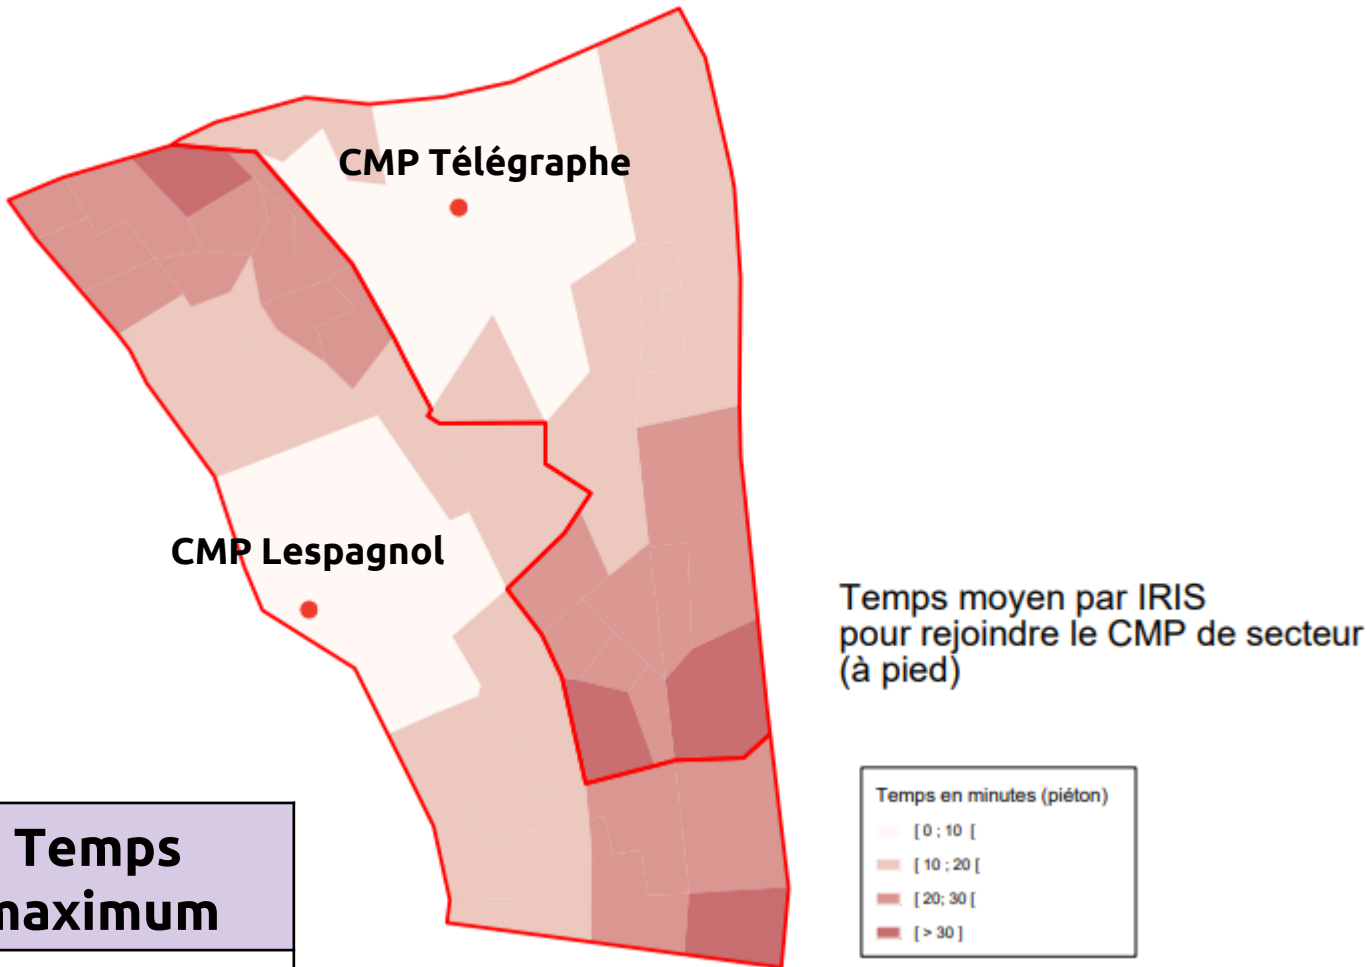 CMP Télégraphe
CMP Lespagnol
Temps moyen par IRIS
pour rejoindre le CMP de secteur
(à pied)
Temps en minutes (piéton)
[ 0 ; 10 [
[ 10 ; 20 [
[ 20; 30 [
[ > 30 ]
Temps
maximum